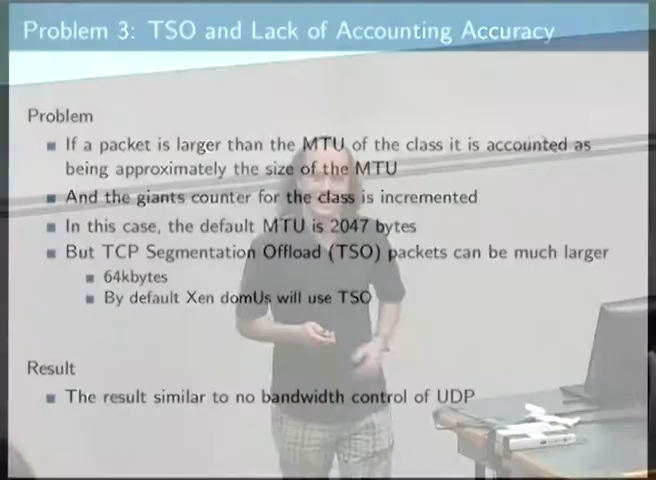 Problem 3: TSO and Lack of Accounting Accuracy
Problem
If a packet is larger than the MTU of the class it is accounted as
being approximately the size of the MTU
And the giants counter for the class is incremented
In this case, the default MTU is 2047 bytes
But TCP Segmentation Offload (TSO) packets can be much larger
64kbytes
By default Xen domUs will use TSO
Result
The result similar to no bandwidth control of UDP